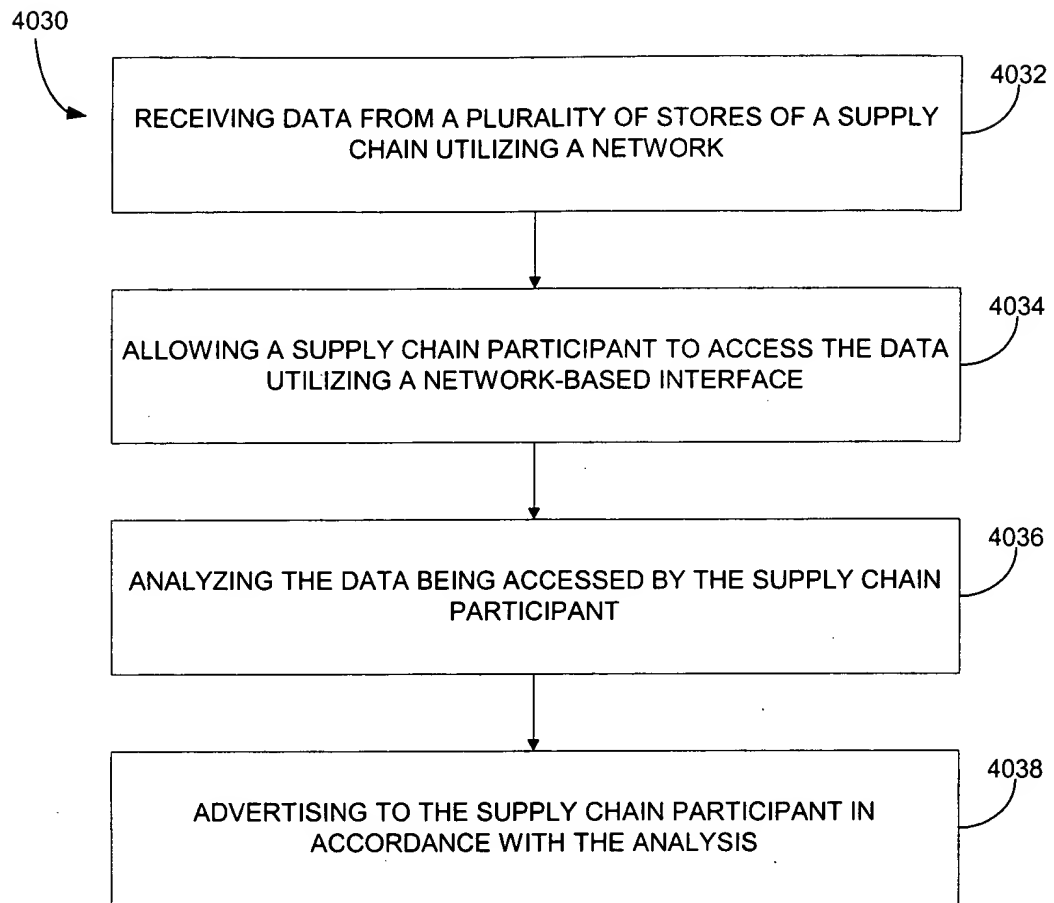 4030
4032
RECEIVING DATA FROM A PLURALITY OF STORES OF A SUPPLY
CHAIN UTILIZING A NETWORK
4034
ALLOWING A SUPPLY CHAIN PARTICIPANT TO ACCESS THE DATA
UTILIZING A NETWORK-BASED INTERFACE
4036
ANALYZING THE DATA BEING ACCESSED BY THE SUPPLY CHAIN
PARTICIPANT
4038
ADVERTISING TO THE SUPPLY CHAIN PARTICIPANT IN
ACCORDANCE WITH THE ANALYSIS